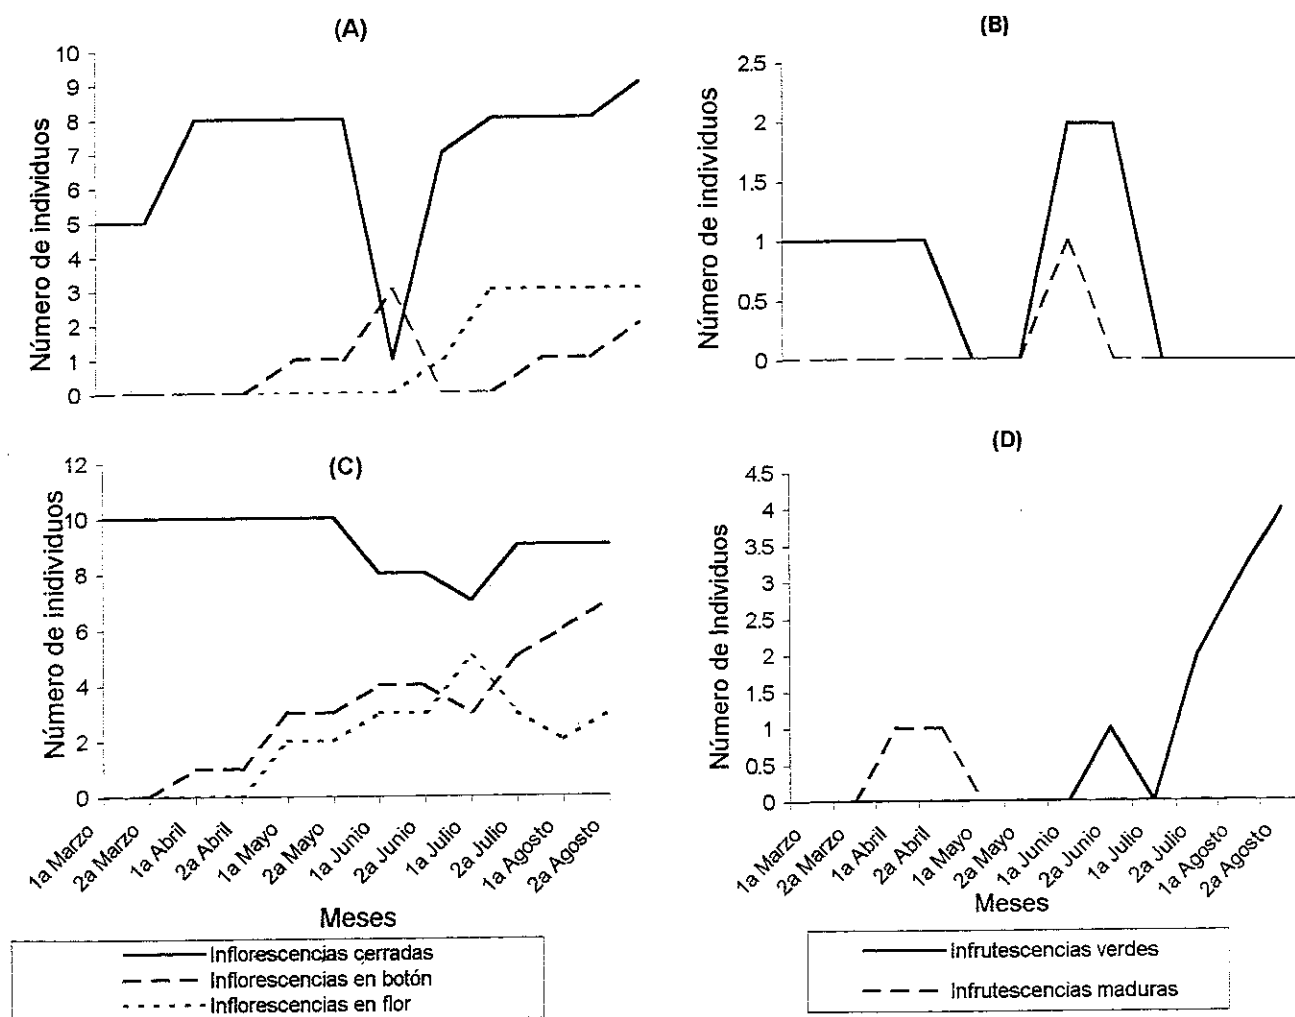 (A)
Número de individuos
10
9
8
7
6
5
4
3
2
1
0
(B)
Número de individuos
2.5
2
1.5
1
0.5
0
(C)
Número de inidividuos
12
10
8
6
4
2
0
1a Marzo
2a Marzo
1a Abril
2a Abril
1a Mayo
2a Mayo
1a Junio
2a Junio
1a Julio
2a Julio
1a Agosto
2a Agosto
Meses
Inflorescencias cerradas
Inflorescencias en botón
Inflorescencias en flor
(D)
Número de Individuos
4.5
4
3.5
3
2.5
2
1.5
1
0.5
0
1a Marzo
2a Marzo
1a Abril
2a Abril
1a Mayo
2a Mayo
1a Junio
2a Junio
1a Julio
2a Julio
1a Agosto
2a Agosto
Meses
Infrutescencias verdes
Infrutescencias maduras